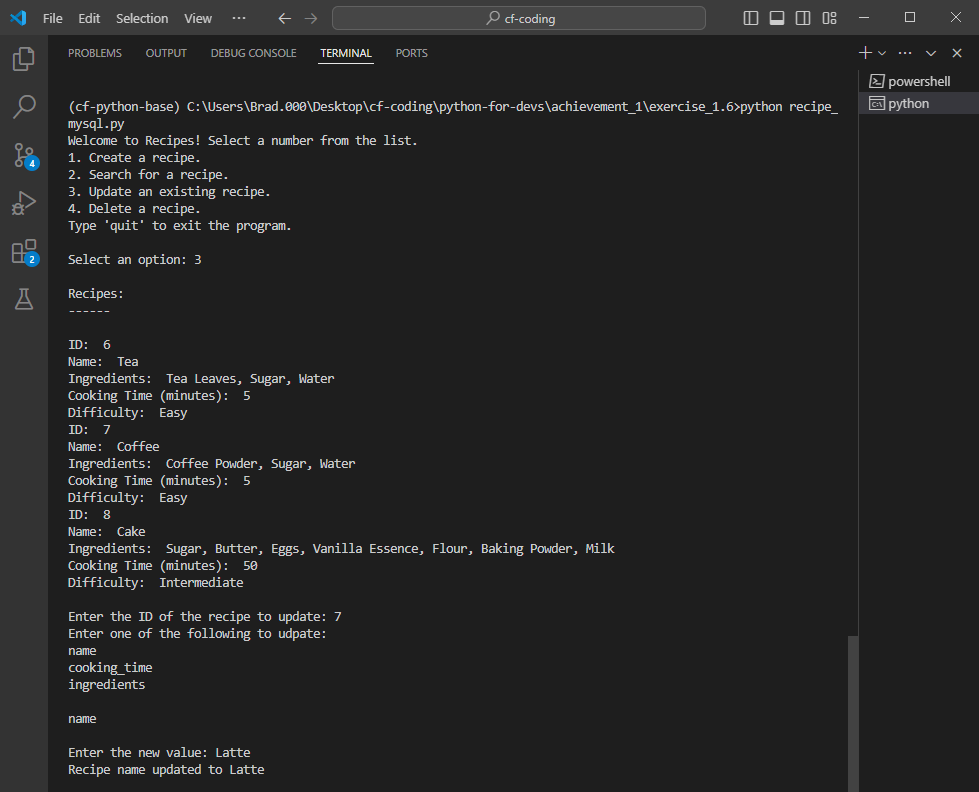 File Edit Selection View ··· cf-coding
PROBLEMS OUTPUT DEBUG CONSOLE TERMINAL PORTS
powershell
python
4
2
(cf-python-base) C:\Users\Brad.000\Desktop\cf-coding\python-for-devs\achievement_1\exercise_1.6>python recipe_
mysql.py
Welcome to Recipes! Select a number from the list.
1. Create a recipe.
2. Search for a recipe.
3. Update an existing recipe.
4. Delete a recipe.
Type 'quit' to exit the program.
Select an option: 3
Recipes:
------
ID:  6
Name:  Tea
Ingredients:  Tea Leaves, Sugar, Water
Cooking Time (minutes):  5
Difficulty:  Easy
ID:  7
Name:  Coffee
Ingredients:  Coffee Powder, Sugar, Water
Cooking Time (minutes):  5
Difficulty:  Easy
ID:  8
Name:  Cake
Ingredients:  Sugar, Butter, Eggs, Vanilla Essence, Flour, Baking Powder, Milk
Cooking Time (minutes):  50
Difficulty:  Intermediate
Enter the ID of the recipe to update: 7
Enter one of the following to udpate:
name
cooking_time
ingredients
name
Enter the new value: Latte
Recipe name updated to Latte